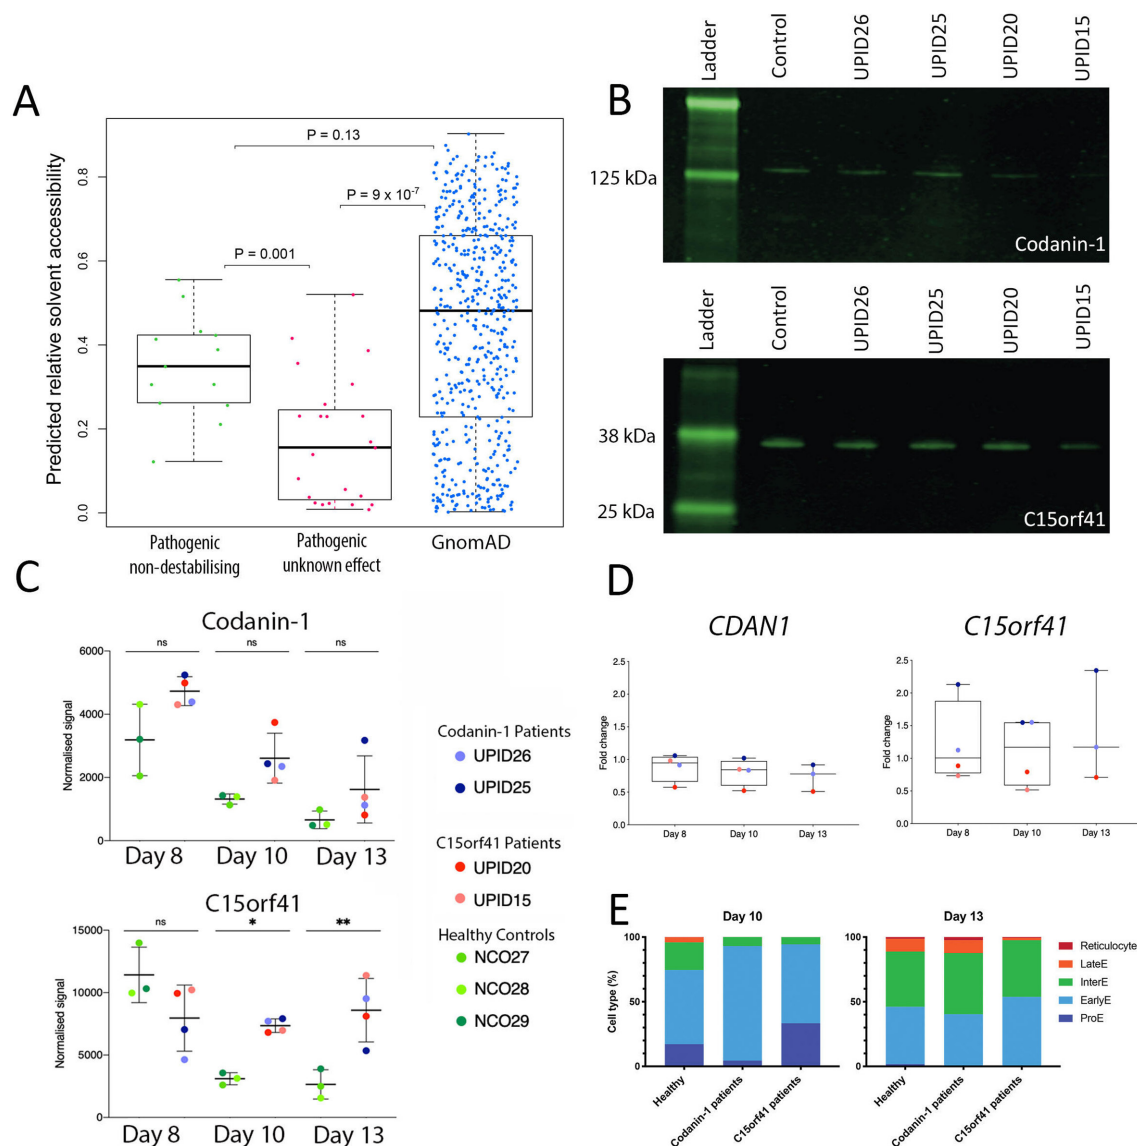 A
Predicted relative solvent accessibility
0.8
0.6
0.4
0.2
0.0
P = 0.13
P = 9 x 10-7
P = 0.001
Pathogenic
non-destabilising
Pathogenic
unknown effect
GnomAD
B
Ladder
Control
UPID26
UPID25
UPID20
UPID15
125 kDa
Codanin-1
Ladder
Control
UPID26
UPID25
UPID20
UPID15
38 kDa
25 kDa
C15orf41
C
Codanin-1
ns
ns
ns
Normalised signal
6000
4000
2000
0
Day 8
Day 10
Day 13
C15orf41
ns
*
**
Normalised signal
15000
10000
5000
0
Day 8
Day 10
Day 13
Codanin-1 Patients
UPID26
UPID25
C15orf41 Patients
UPID20
UPID15
Healthy Controls
NCO27
NCO28
NCO29
D
CDAN1
Fold change
2.5
2.0
1.5
1.0
0.5
0.0
Day 8
Day 10
Day 13
C15orf41
Fold change
2.5
2.0
1.5
1.0
0.5
0.0
Day 8
Day 10
Day 13
E
Day 10
Cell type (%)
100
50
0
Healthy
Codanin-1 patients
C15orf41 patients
Day 13
100
50
0
Healthy
Codanin-1 patients
C15orf41 patients
Reticulocyte
LateE
InterE
EarlyE
ProE